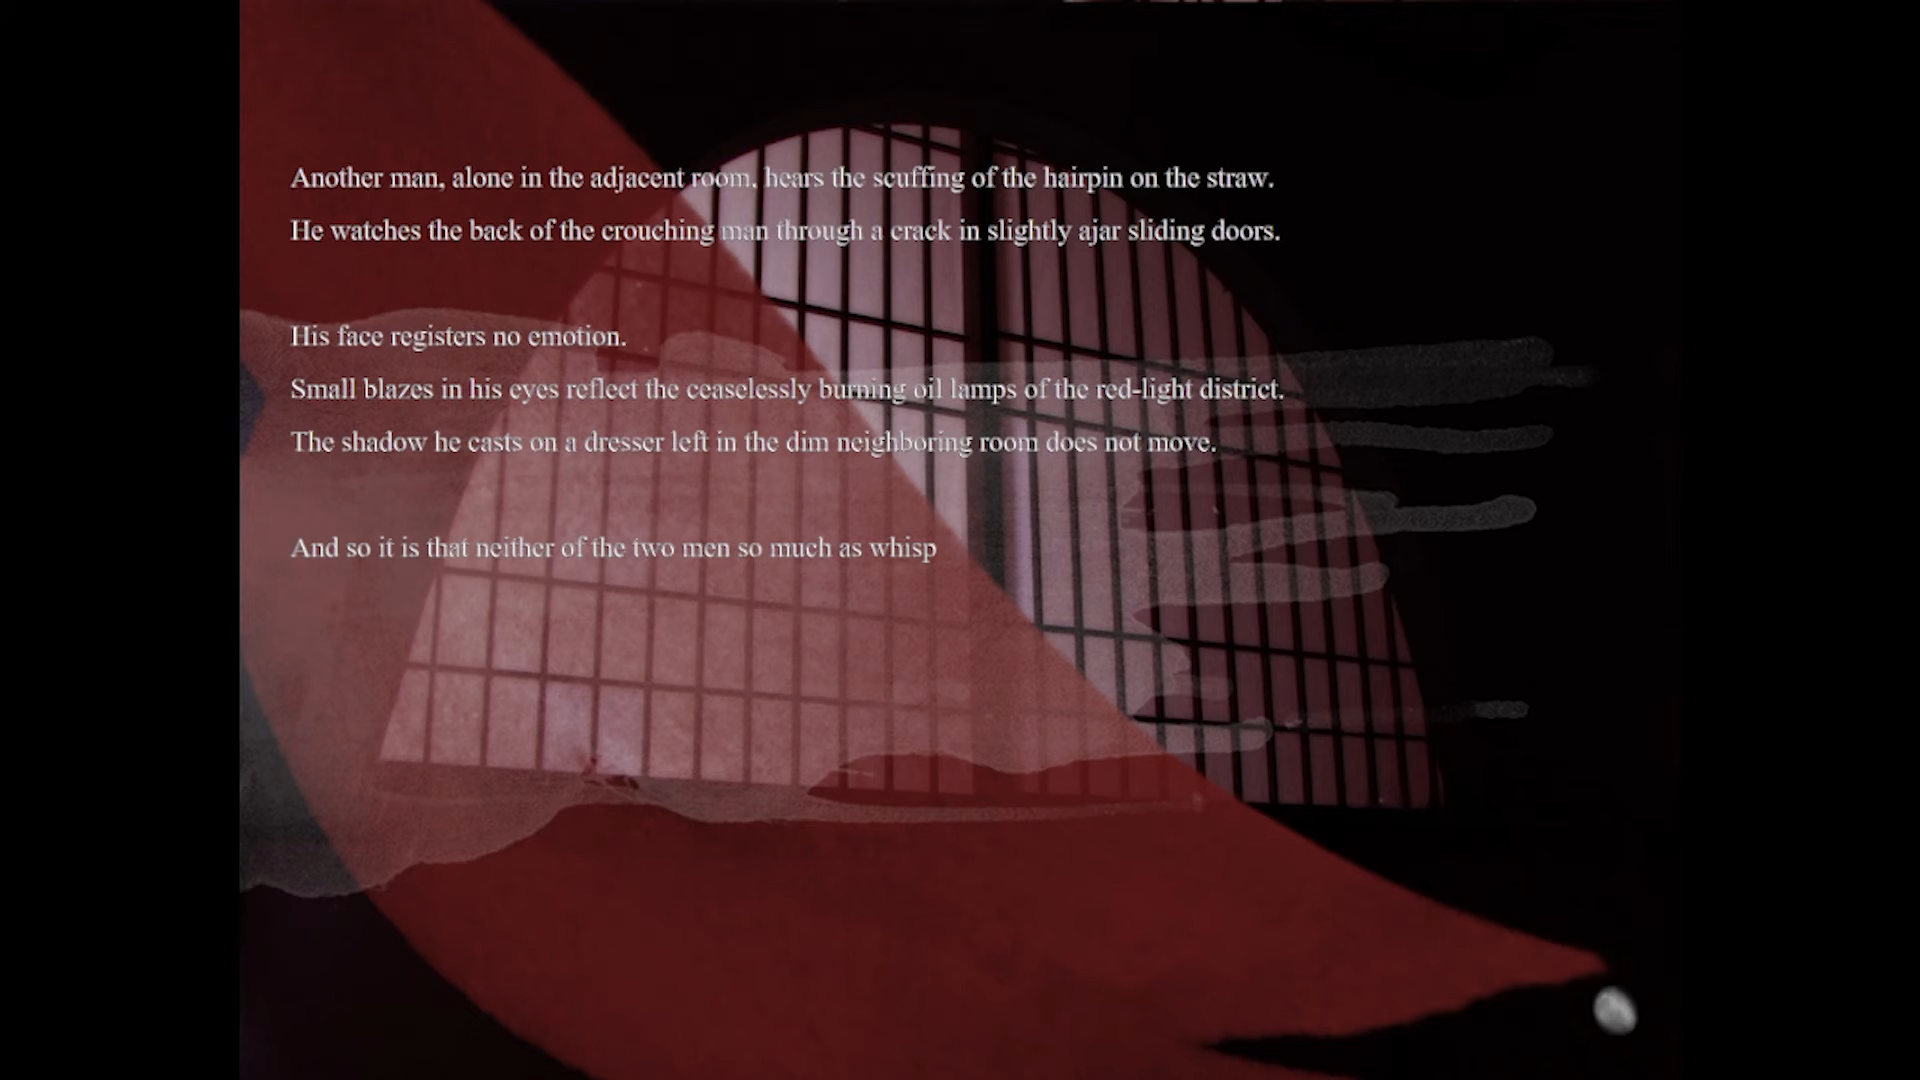 Another man, alone in the adjacent room, hears the scuffing of the hairpin on the straw.
He watches the back of the crouching man through a crack in slightly ajar sliding doors.
His face registers no emotion.
Small blazes in his eyes reflect the ceaselessly burning oil lamps of the red-light district.
The shadow he casts on a dresser left in the dim neighboring room does not move.
And so it is that neither of the two men so much as whisp